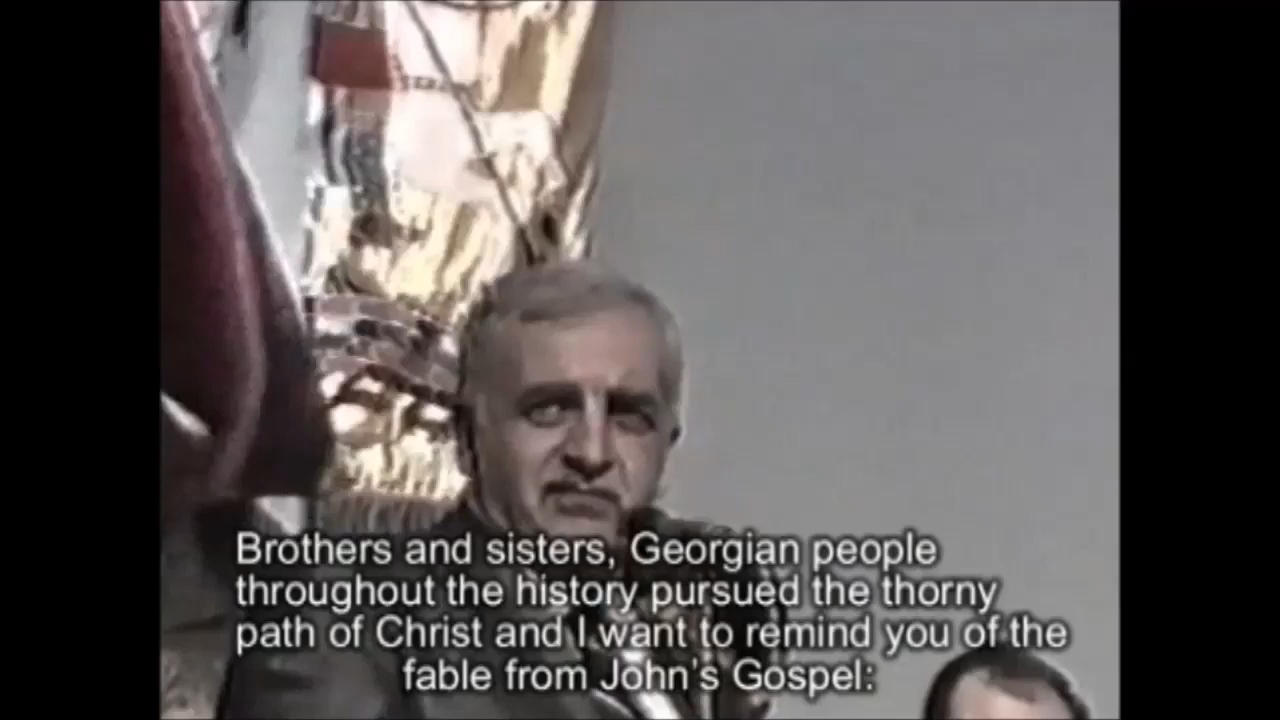 Brothers and sisters, Georgian people
throughout the history pursued the thorny
path of Christ and I want to remind you of the
fable from John's Gospel: